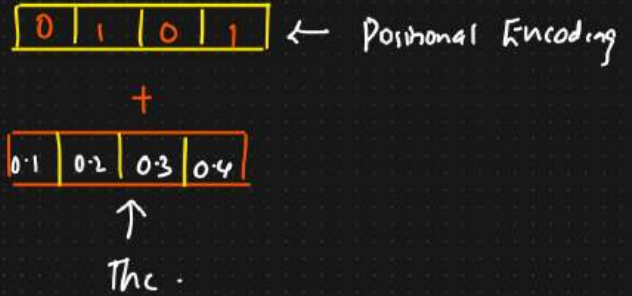 0 1 0 1 ← Positional Encoding
+
0.1 0.2 0.3 0.4
↑
The .